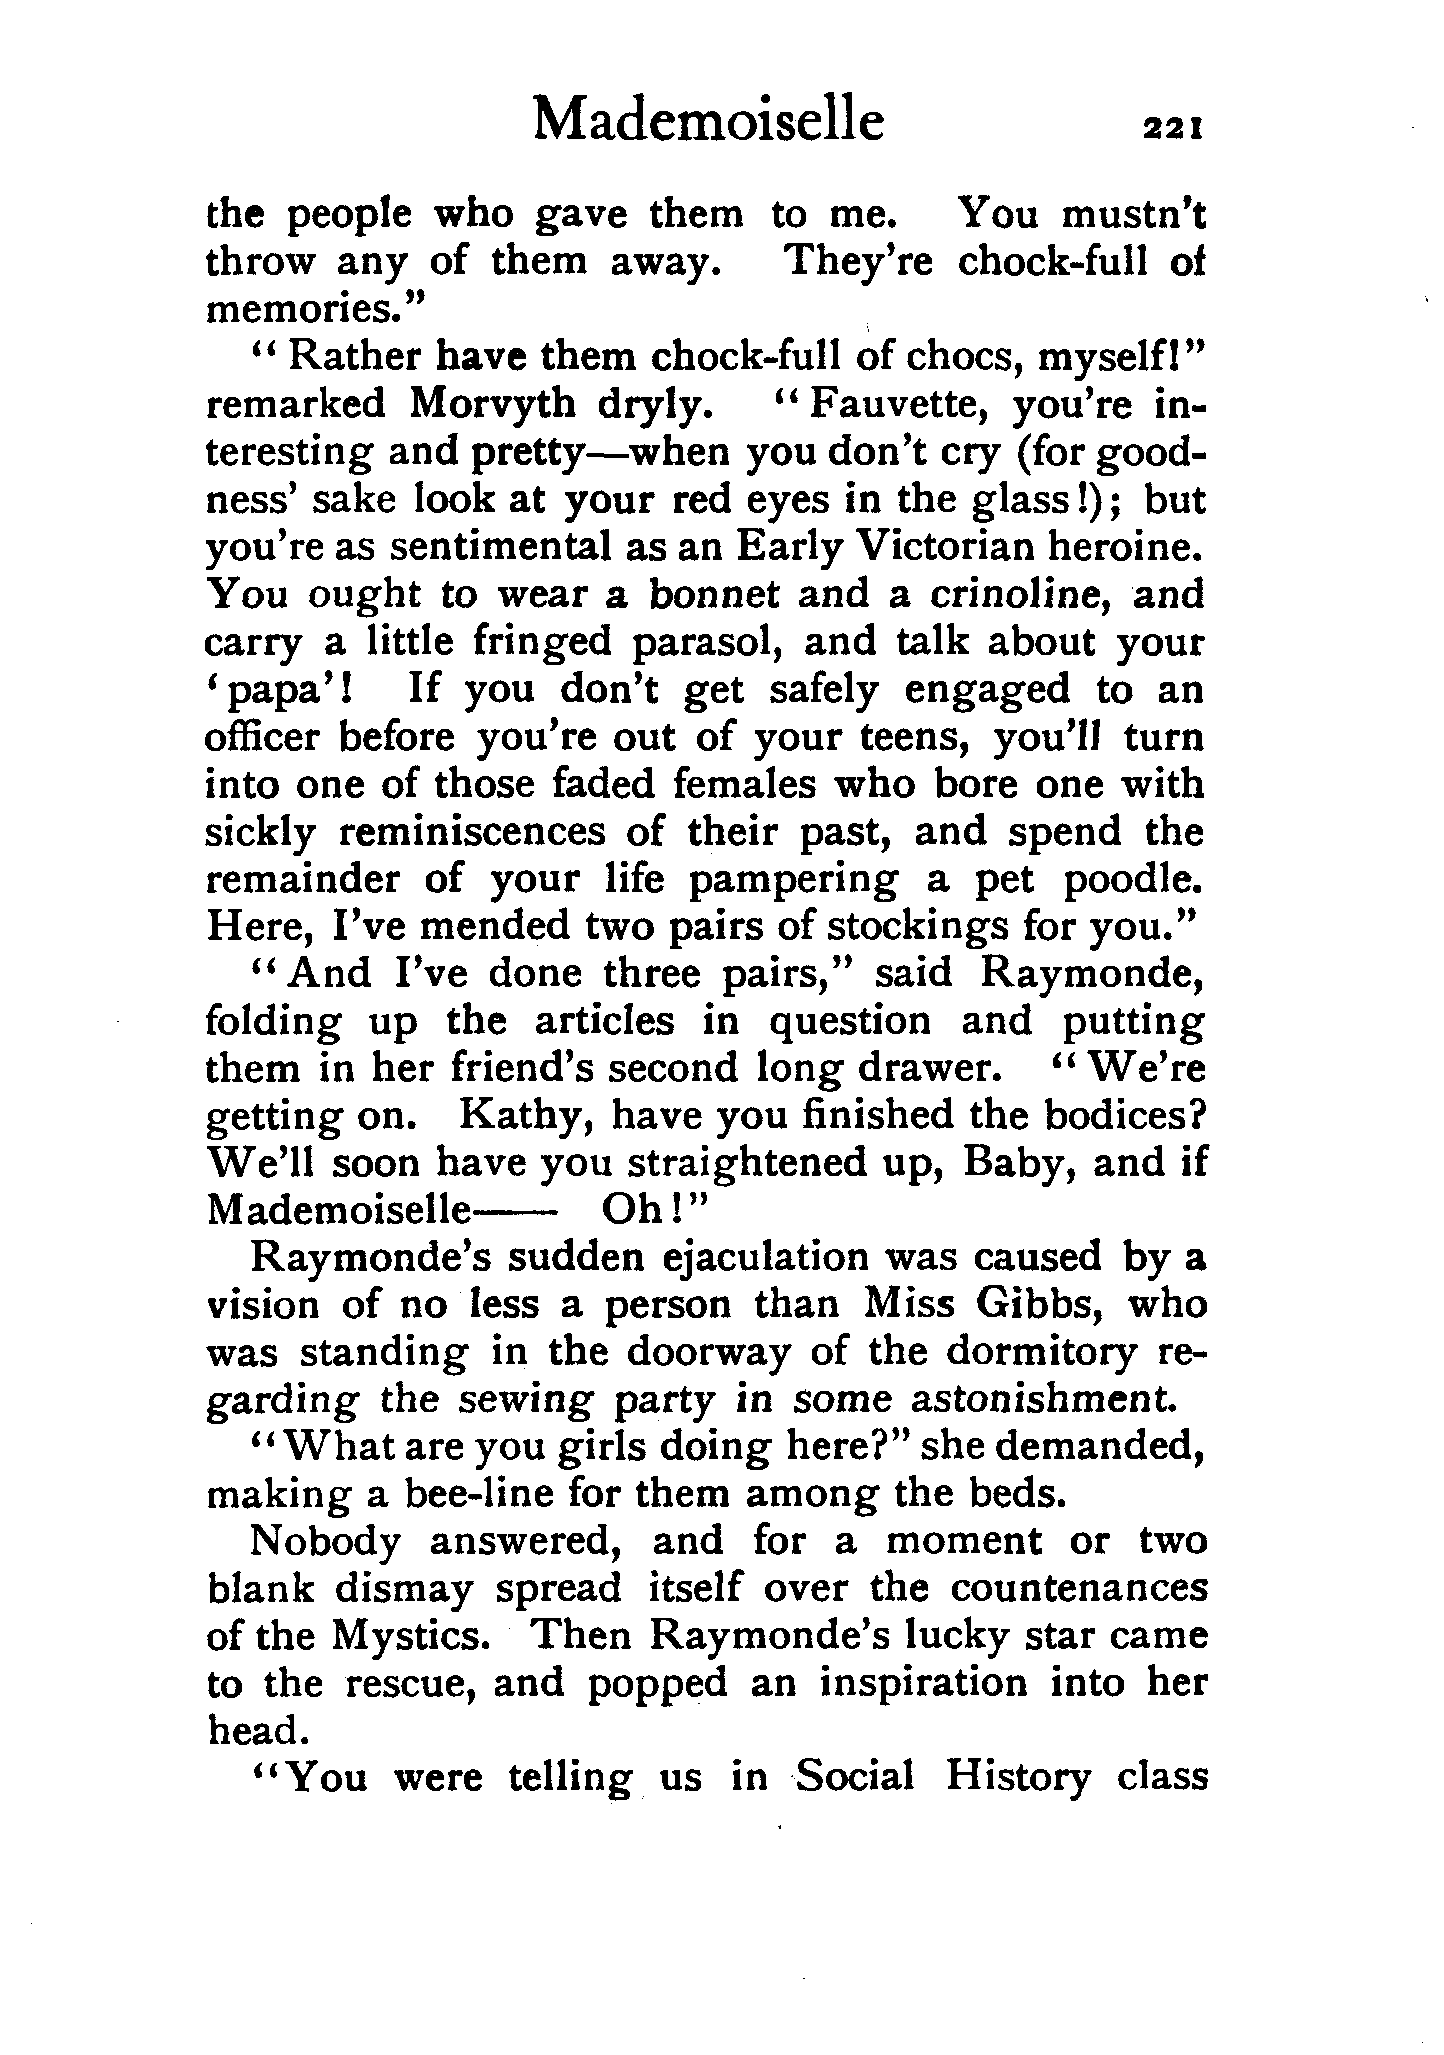 Mademoiselle 221
the people who gave them to me. You mustn't
throw any of them away. They're chock-full of
memories."
"Rather have them chock-full of chocs, myself!"
remarked Morvyth dryly. "Fauvette, you're in-
teresting and pretty—when you don't cry (for good-
ness' sake look at your red eyes in the glass!); but
you're as sentimental as an Early Victorian heroine.
You ought to wear a bonnet and a crinoline, and
carry a little fringed parasol, and talk about your
'papa'! If you don't get safely engaged to an
officer before you're out of your teens, you'll turn
into one of those faded females who bore one with
sickly reminiscences of their past, and spend the
remainder of your life pampering a pet poodle.
Here, I've mended two pairs of stockings for you."
"And I've done three pairs," said Raymonde,
folding up the articles in question and putting
them in her friend's second long drawer. "We're
getting on. Kathy, have you finished the bodices?
We'll soon have you straightened up, Baby, and if
Mademoiselle—— Oh!"
Raymonde's sudden ejaculation was caused by a
vision of no less a person than Miss Gibbs, who
was standing in the doorway of the dormitory re-
garding the sewing party in some astonishment.
"What are you girls doing here?" she demanded,
making a bee-line for them among the beds.
Nobody answered, and for a moment or two
blank dismay spread itself over the countenances
of the Mystics. Then Raymonde's lucky star came
to the rescue, and popped an inspiration into her
head.
"You were telling us in Social History class